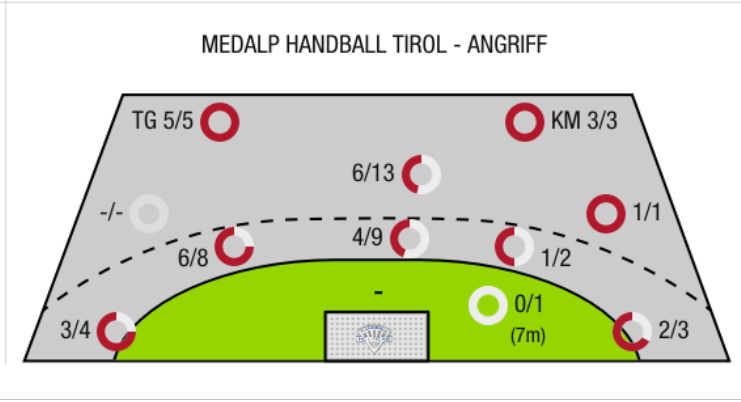 MEDALP HANDBALL TIROL - ANGRIFF
TG 5/5
KM 3/3
6/13
-/-
1/1
6/8
4/9
1/2
-
0/1
(7m)
3/4
2/3